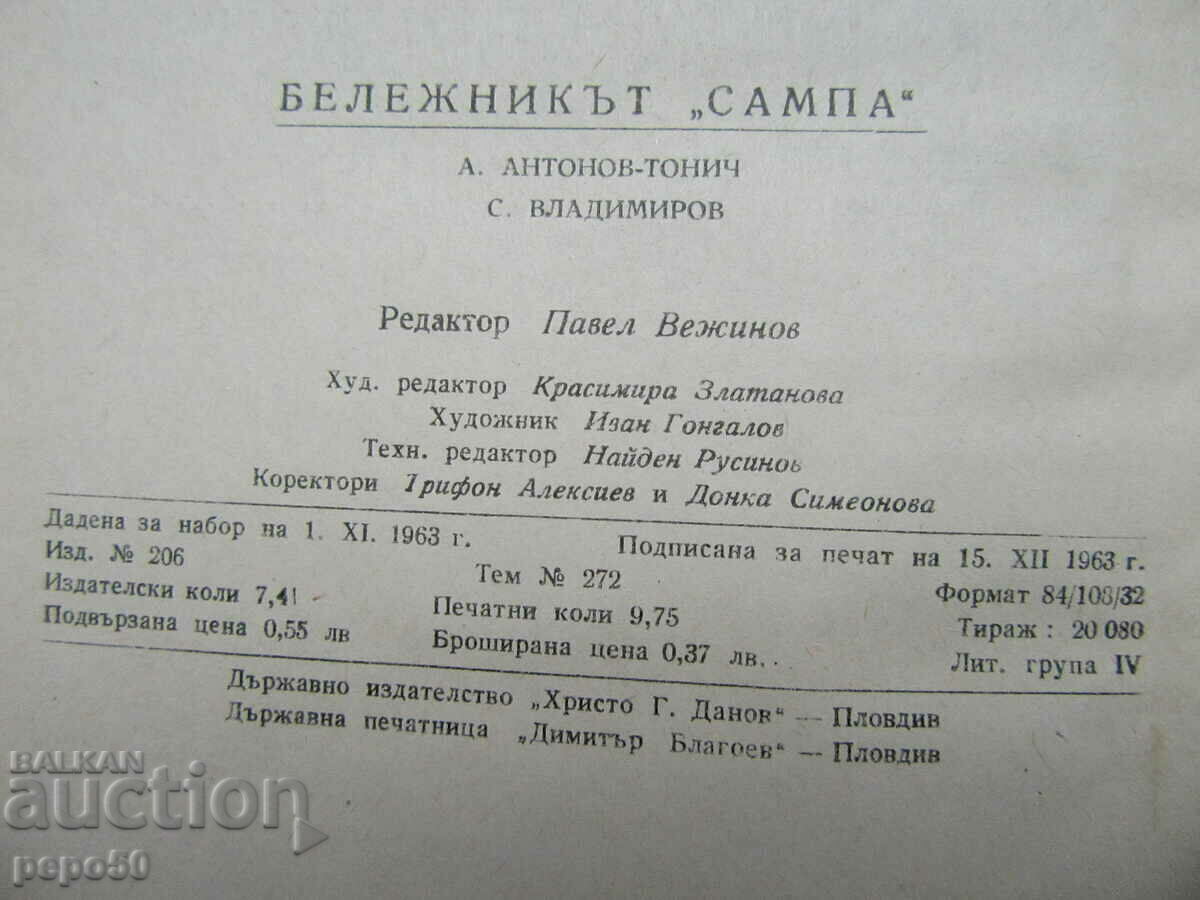 БЕЛЕЖНИКЪТ „САМПА“
А. АНТОНОВ-ТОНИЧ
С. ВЛАДИМИРОВ
Редактор Павел Вежинов
Худ. редактор Красимира Златанова
Художник Иван Гонгалов
Техн. редактор Найден Русинов
Коректори Трифон Алексиев и Донка Симеонова
Дадена за набор на 1. XI. 1963 г. Подписана за печат на 15. XII 1963 г.
Изд. № 206 Тем № 272 Формат 84/108/32
Издателски коли 7,41 Печатни коли 9,75 Тираж: 20 080
Подвързана цена 0,55 лв Броширана цена 0,37 лв. Лит. група IV
Държавно издателство „Христо Г. Данов“ — Пловдив
Държавна печатница „Димитър Благоев“ — Пловдив
BALKAN
auction
pepo50